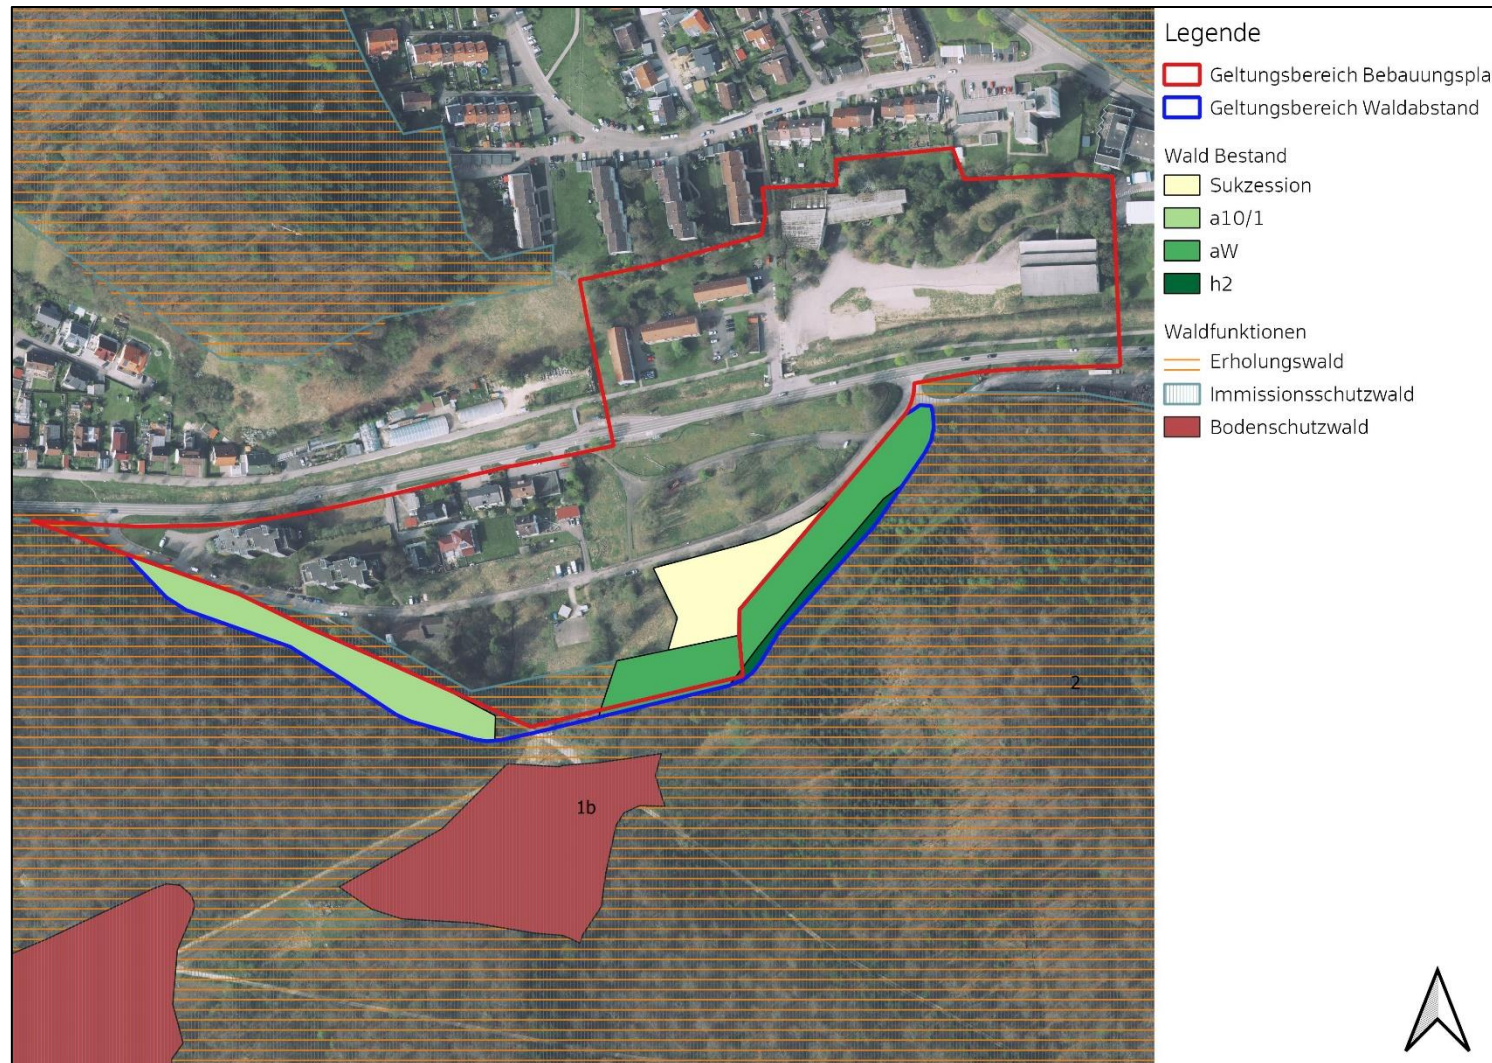 Legende
Geltungsbereich Bebauungspla
Geltungsbereich Waldabstand
Wald Bestand
Sukzession
a10/1
aW
h2
Waldfunktionen
Erholungswald
Immissionsschutzwald
Bodenschutzwald
2
1b